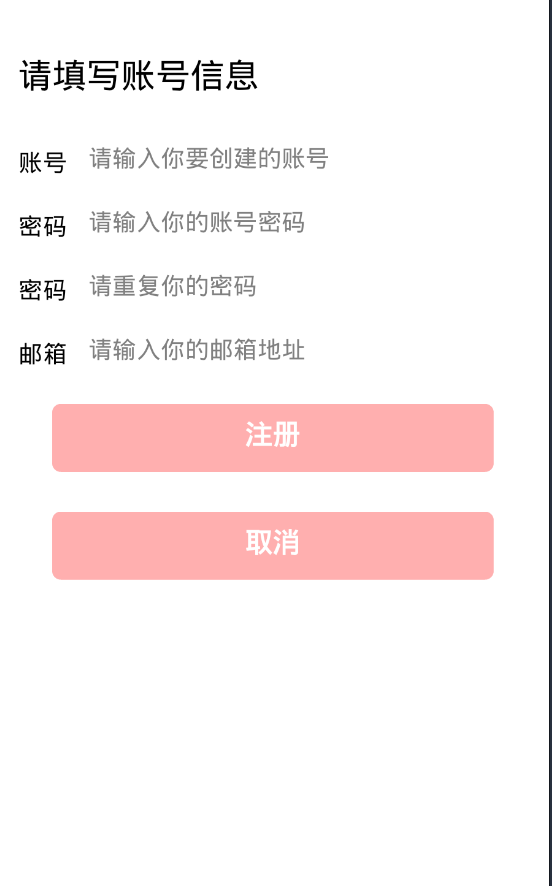 请填写账号信息
账号 请输入你要创建的账号
密码 请输入你的账号密码
密码 请重复你的密码
邮箱 请输入你的邮箱地址
注册
取消